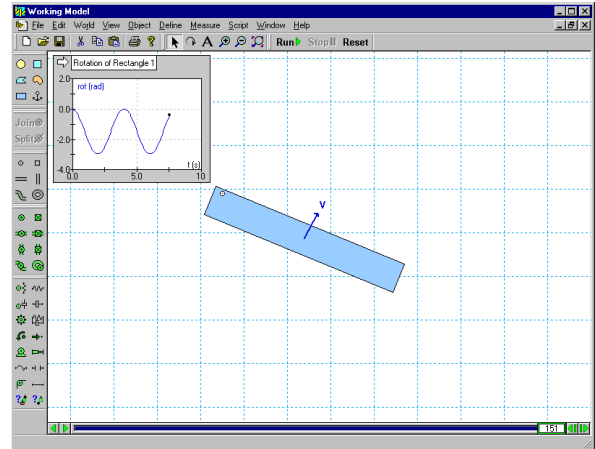 Working Model
File Edit World View Object Define Measure Script Window Help
A Run Stop II Reset
Rotation of Rectangle 1
rot (rad)
2.0
0.0
-2.0
-4.0
0.0 5.0 10
t (s)
Join
Split
V
151